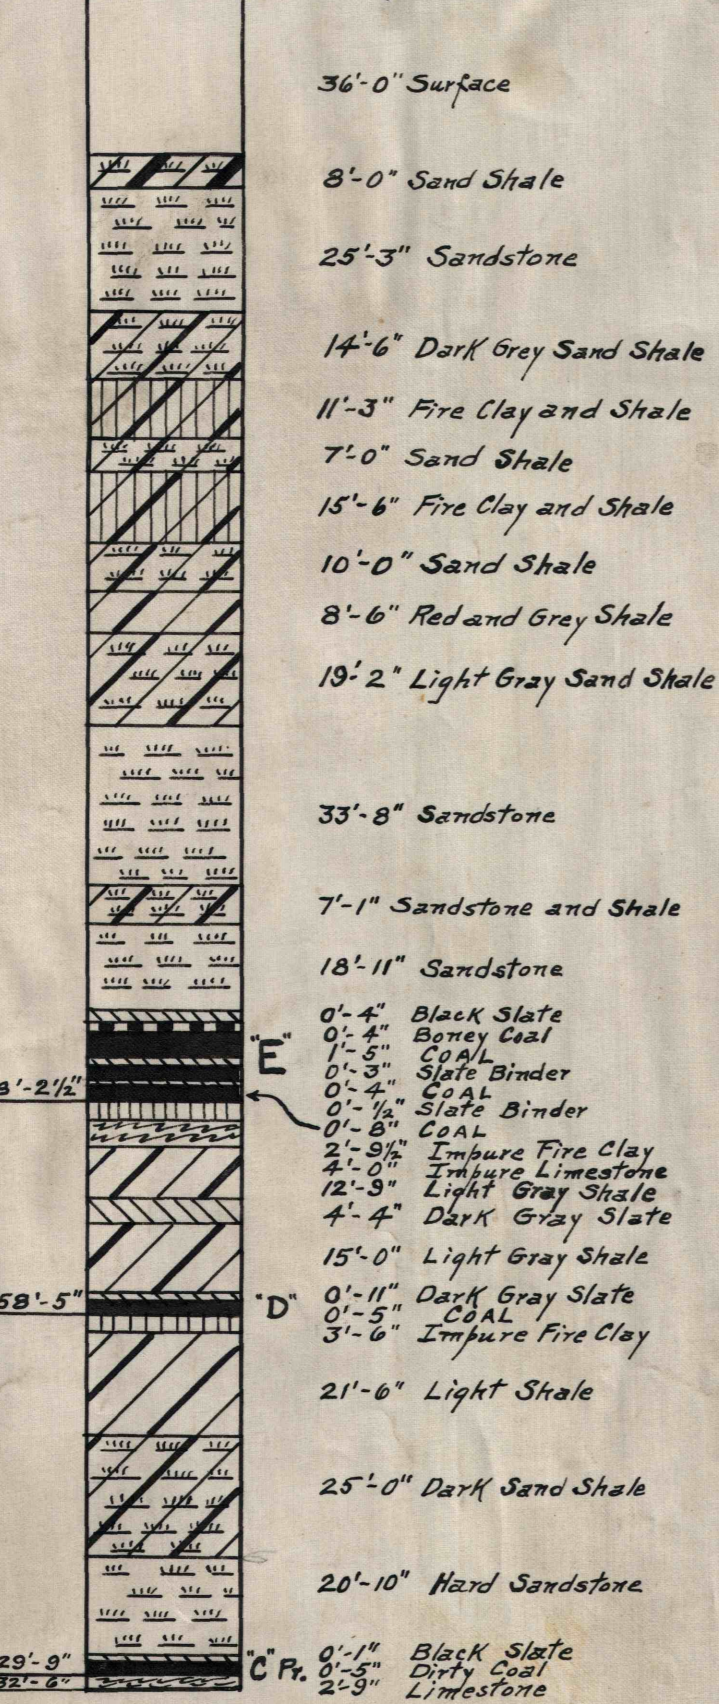 36'-0" Surface
8'-0" Sand Shale
25'-3" Sandstone
14'-6" Dark Grey Sand Shale
11'-3" Fire Clay and Shale
7'-0" Sand Shale
15'-6" Fire Clay and Shale
10'-0" Sand Shale
8'-6" Red and Grey Shale
19'-2" Light Gray Sand Shale
33'-8" Sandstone
7'-1" Sandstone and Shale
18'-11" Sandstone
0'-4" Black Slate
0'-4" Boney Coal
"E"
1'-5" COAL
0'-3" Slate Binder
3'-2½"
0'-4" COAL
0'-½" Slate Binder
0'-8" COAL
2'-9½" Impure Fire Clay
4'-0" Impure Limestone
12'-9" Light Gray Shale
4'-4" Dark Gray Slate
15'-0" Light Gray Shale
0'-11" Dark Gray Slate
58'-5"
"D"
0'-5" COAL
3'-6" Impure Fire Clay
21'-6" Light Shale
25'-0" Dark Sand Shale
20'-10" Hard Sandstone
0'-1" Black Slate
29'-9"
"C" Pr.
0'-5" Dirty Coal
32'-6"
2'-9" Limestone